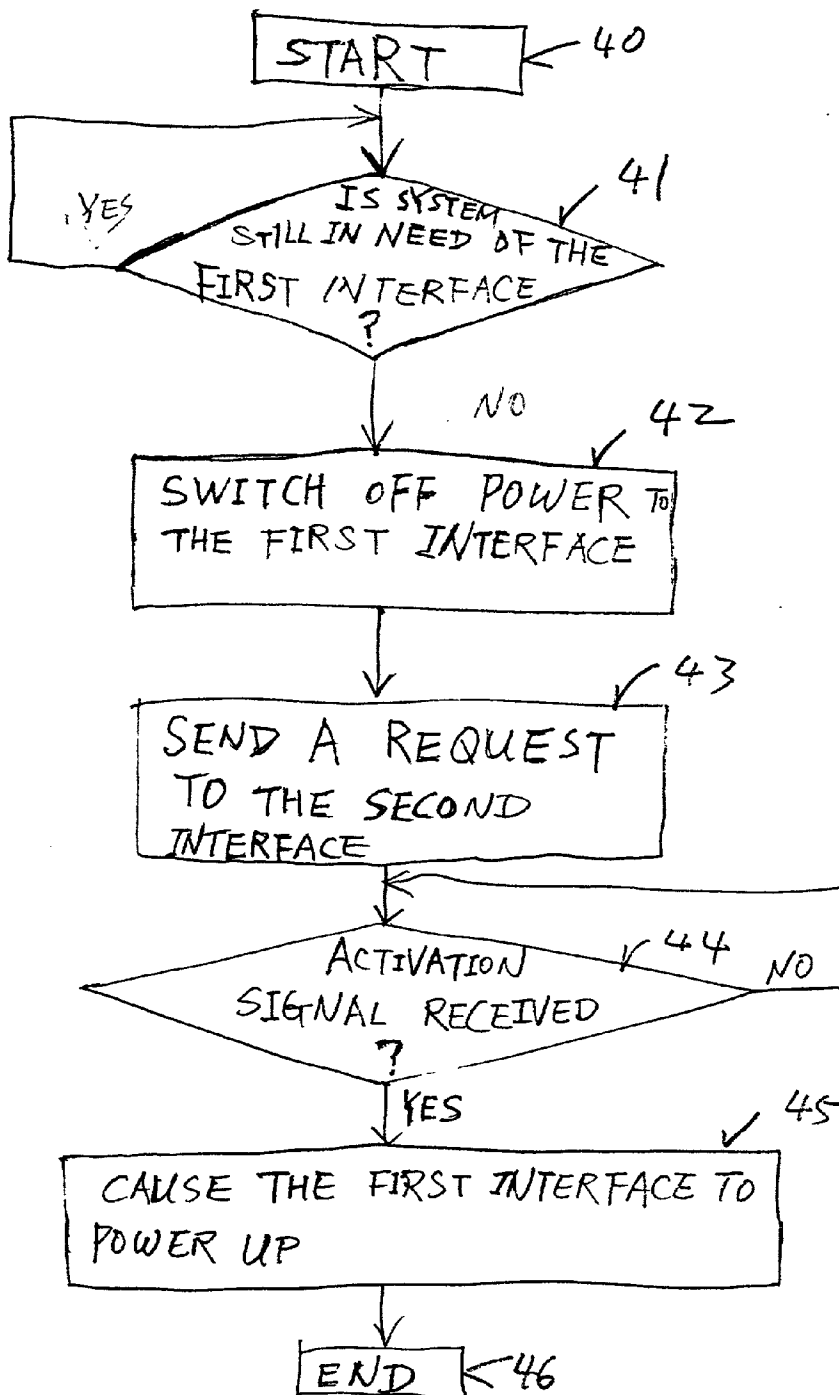 START
40
41
YES
IS SYSTEM
STILL IN NEED OF THE
FIRST INTERFACE
?
NO
42
SWITCH OFF POWER TO
THE FIRST INTERFACE
43
SEND A REQUEST
TO THE SECOND
INTERFACE
44
ACTIVATION
SIGNAL RECEIVED
?
NO
YES
45
CAUSE THE FIRST INTERFACE TO
POWER UP
END
46